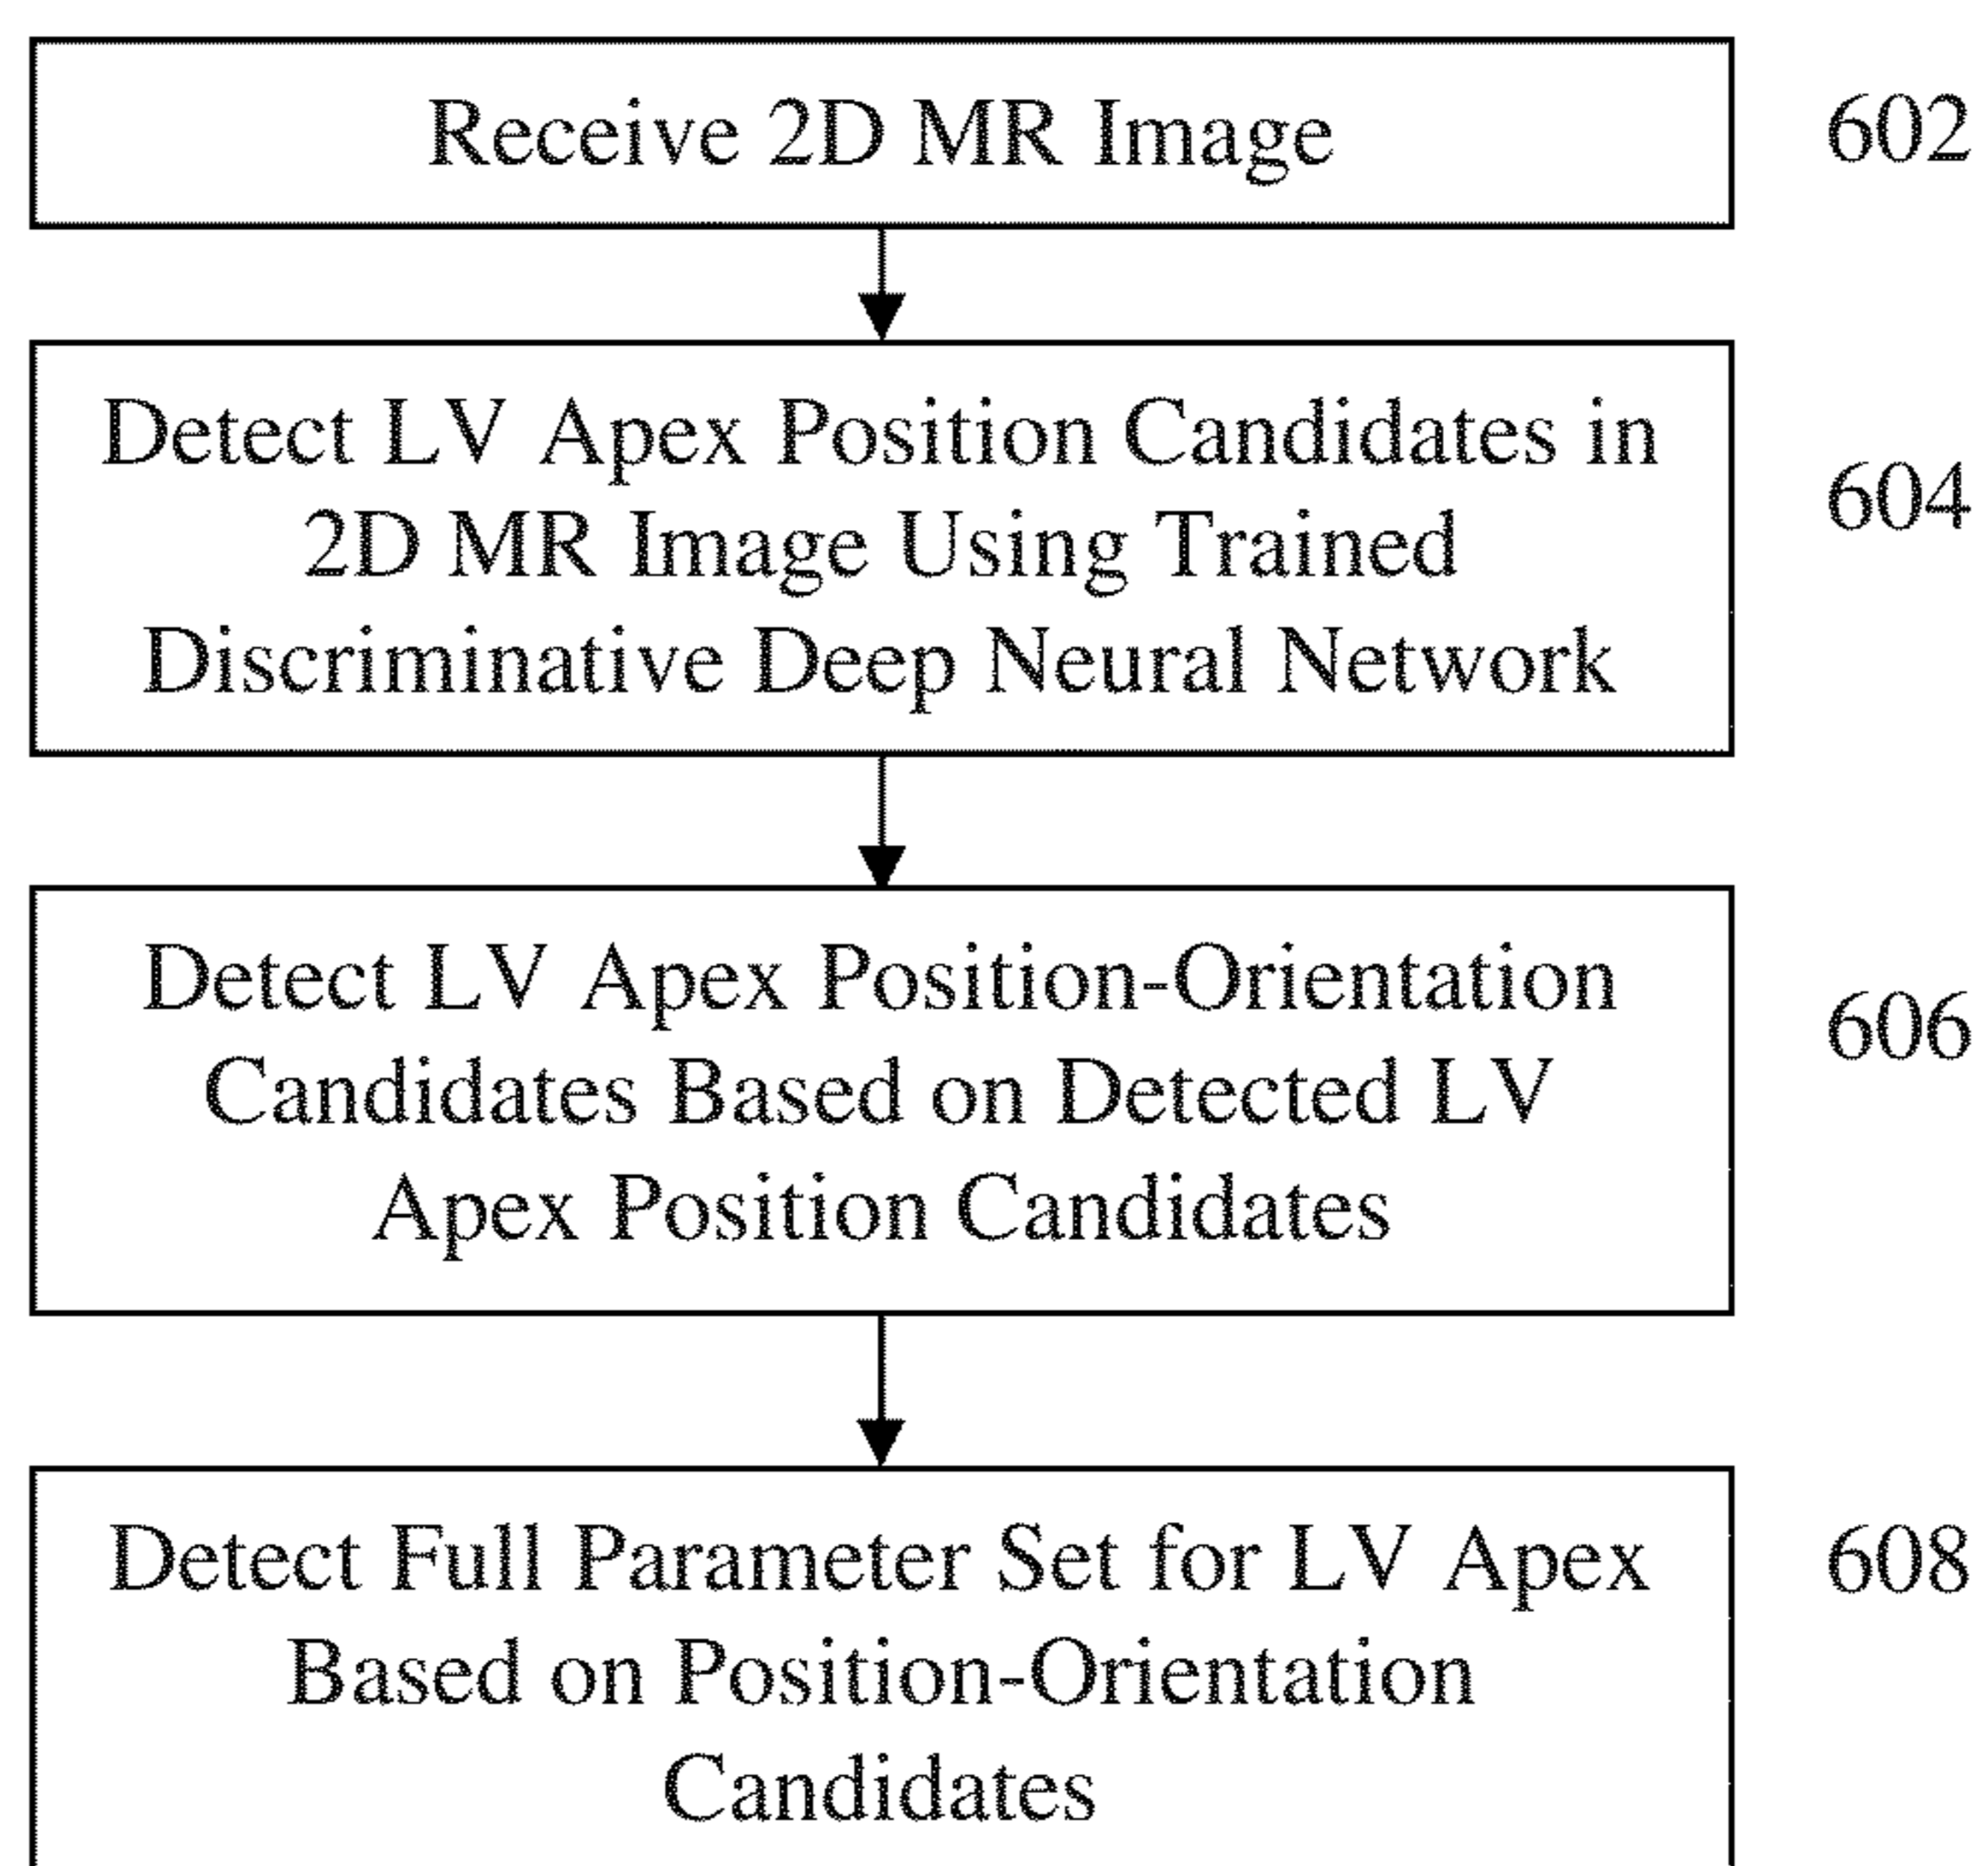 Receive 2D MR Image
602
Detect LV Apex Position Candidates in
2D MR Image Using Trained
Discriminative Deep Neural Network
604
Detect LV Apex Position-Orientation
Candidates Based on Detected LV
Apex Position Candidates
606
Detect Full Parameter Set for LV Apex
Based on Position-Orientation
Candidates
608